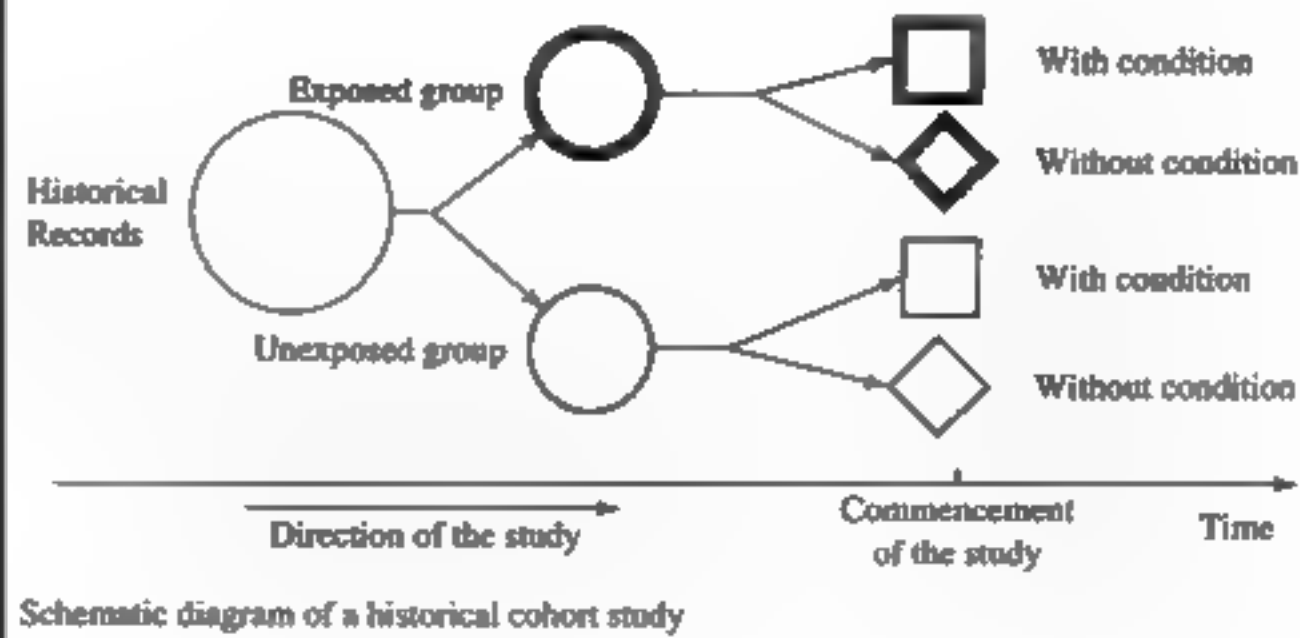 With condition
Exposed group
Without condition
Historical
Records
With condition
Unexposed group
Without condition
Commencement
of the study
Time
Direction of the study
Schematic diagram of a historical cohort study